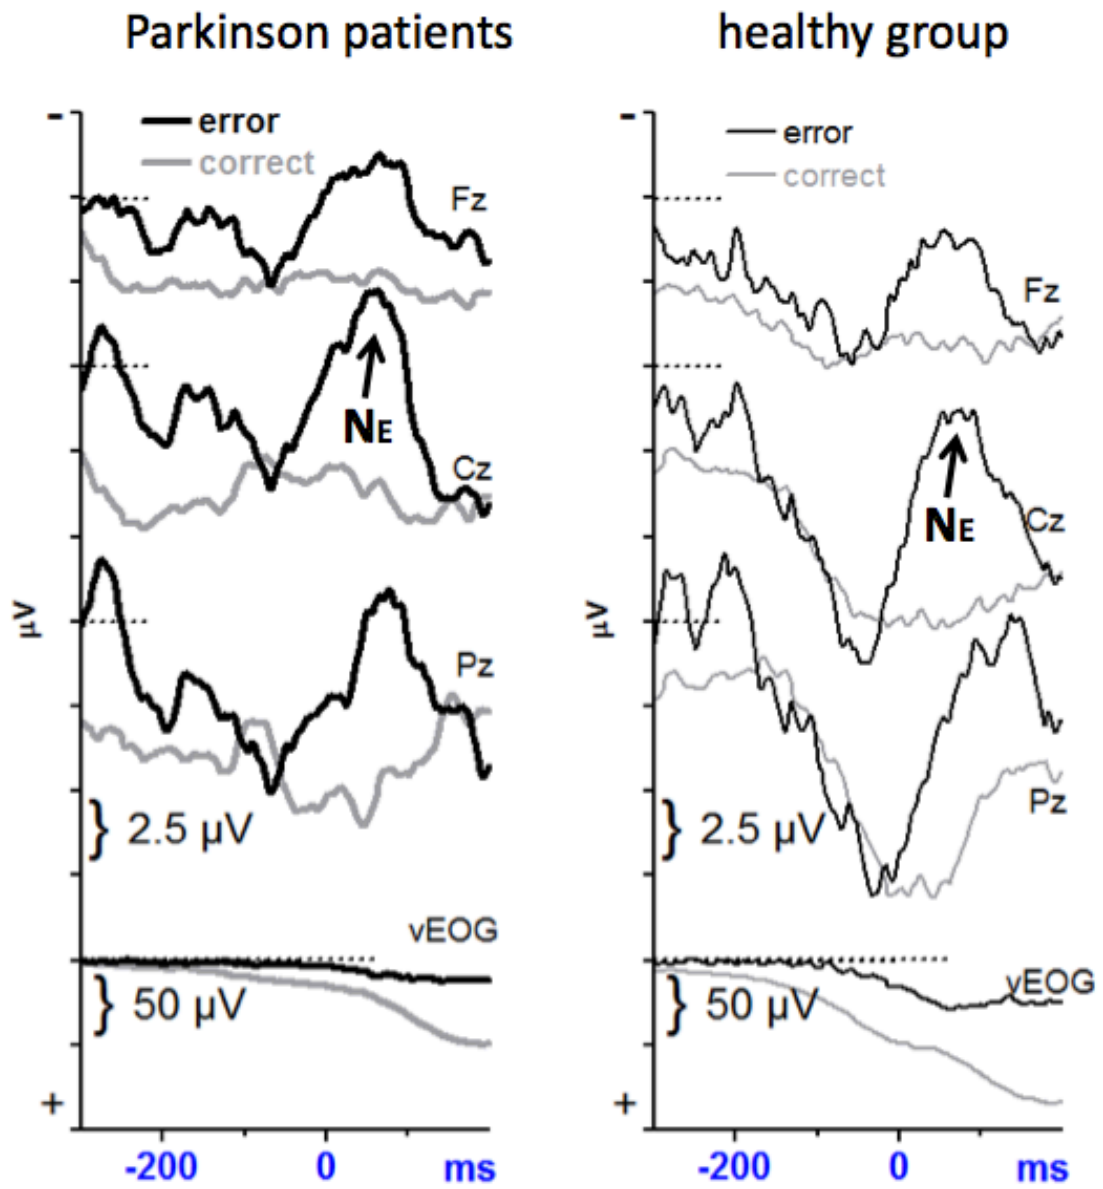 Parkinson patients
healthy group
-
error
correct
Fz
NE
Cz
Pz
µV
2.5 µV
vEOG
50 µV
+
-200 0 ms
-
error
correct
Fz
NE
Cz
µV
Pz
2.5 µV
vEOG
50 µV
+
-200 0 ms